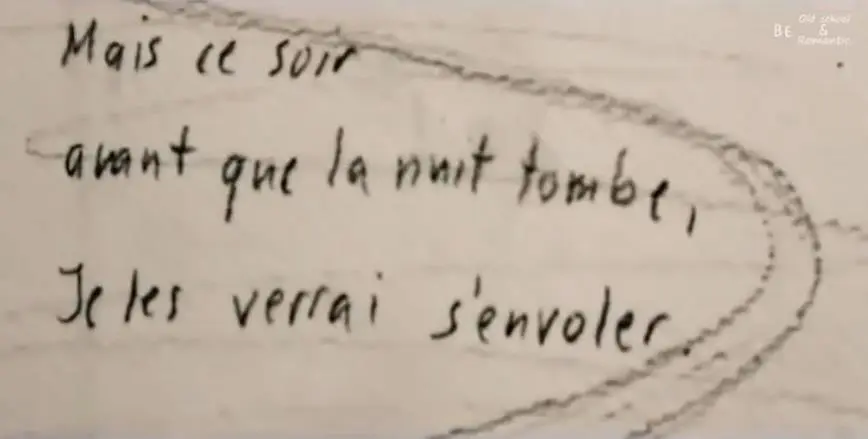 Mais ce soir
avant que la nuit tombe,
Je les verrai s'envoler.
BE Old school & Romantic